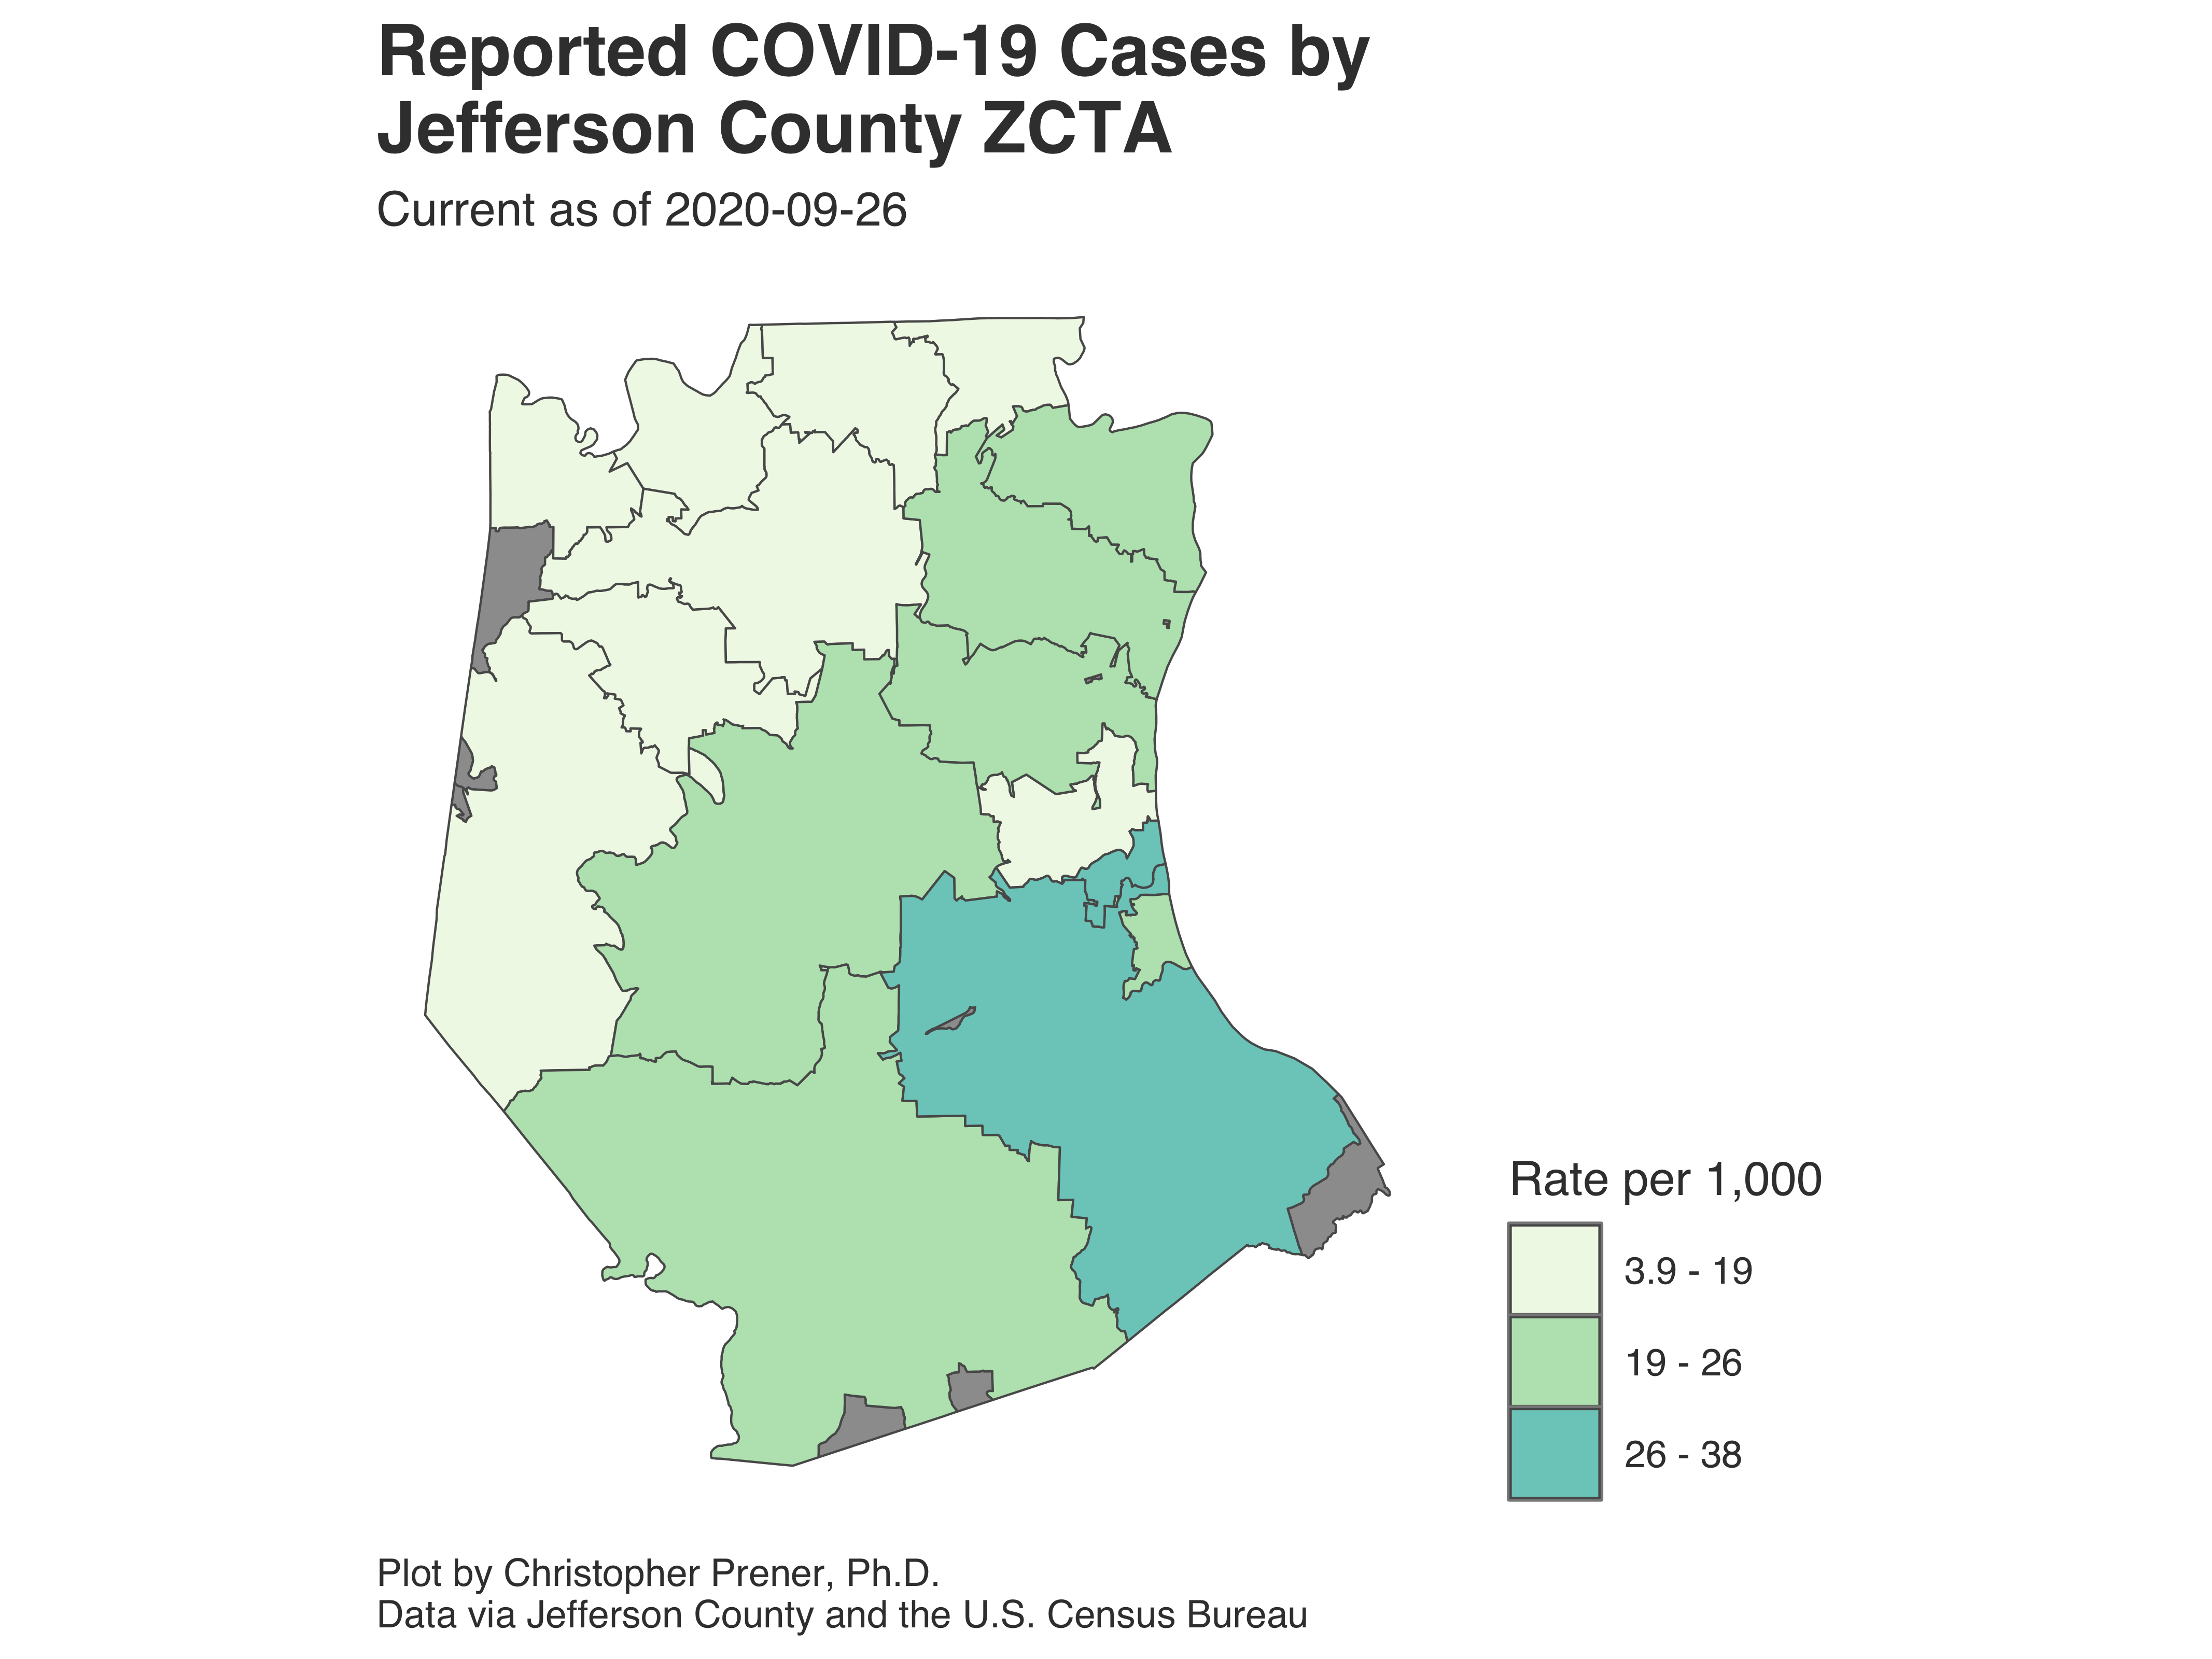 Reported COVID-19 Cases by
Jefferson County ZCTA
Current as of 2020-09-26
Rate per 1,000
3.9 - 19
19 - 26
26 - 38
Plot by Christopher Prener, Ph.D.
Data via Jefferson County and the U.S. Census Bureau